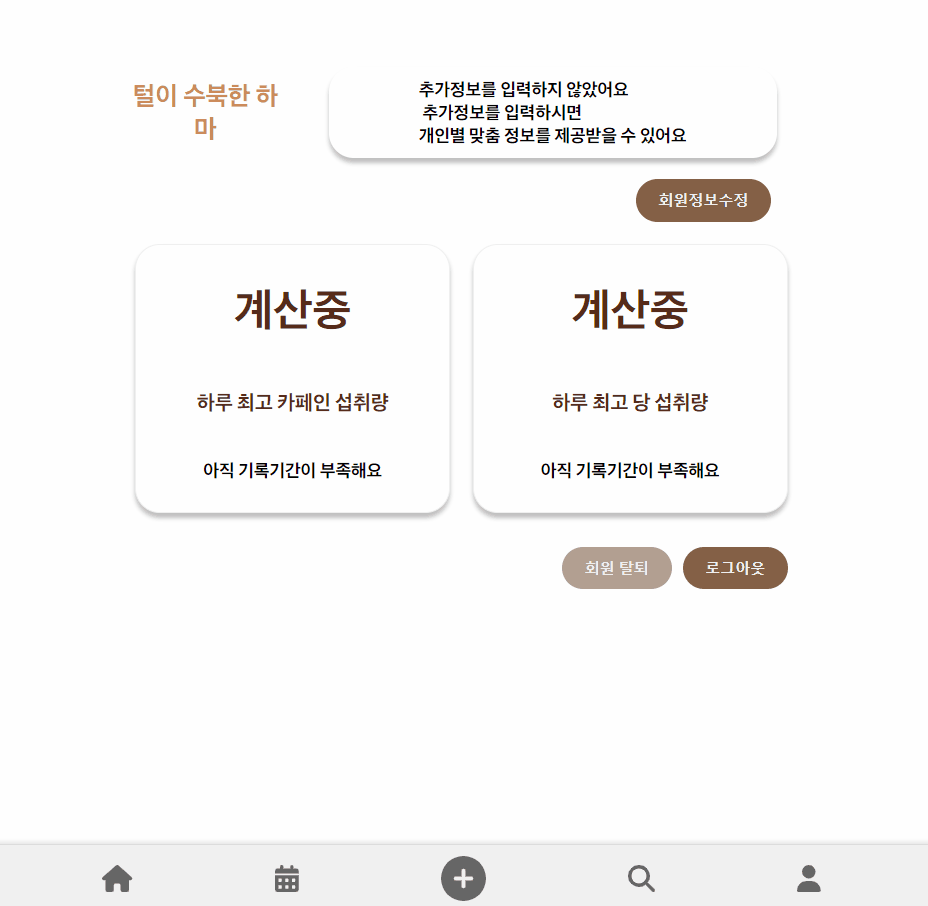 털이 수북한 하
마
추가정보를 입력하지 않았어요
추가정보를 입력하시면
개인별 맞춤 정보를 제공받을 수 있어요
회원정보수정
계산중
하루 최고 카페인 섭취량
아직 기록기간이 부족해요
계산중
하루 최고 당 섭취량
아직 기록기간이 부족해요
회원 탈퇴
로그아웃